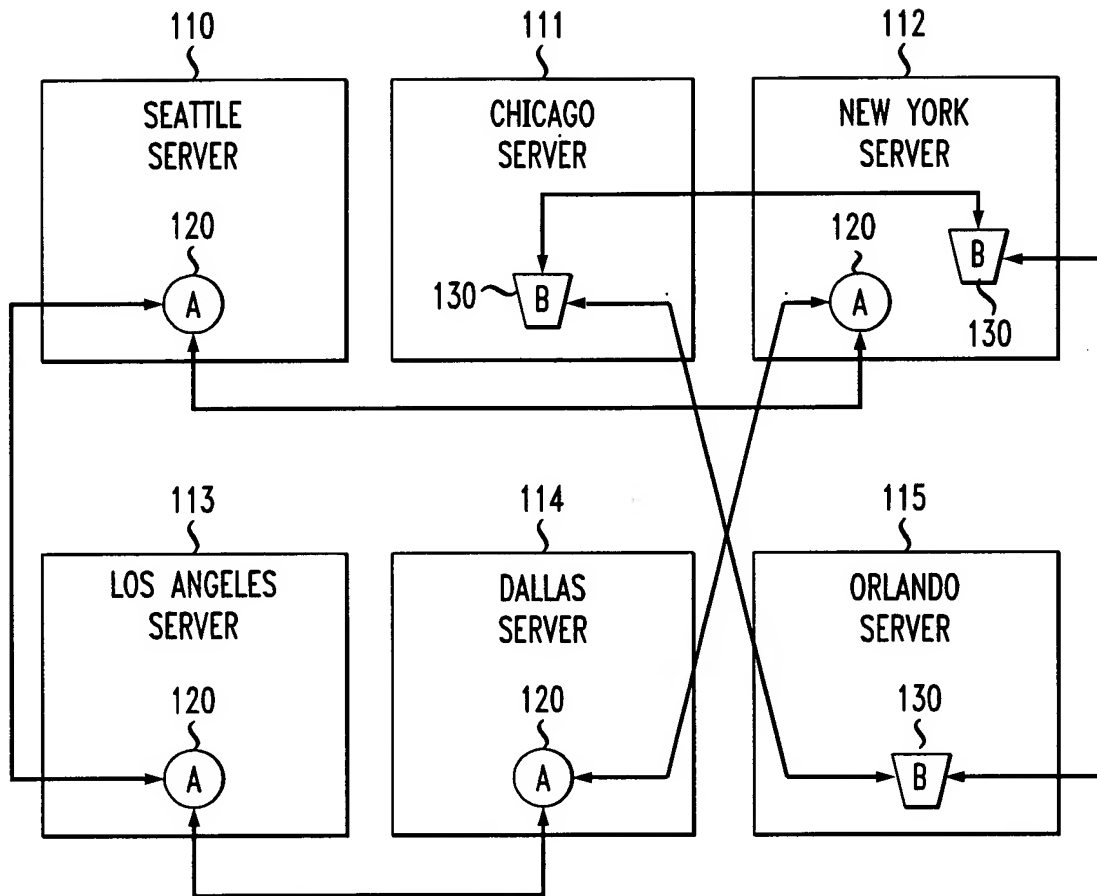 110
111
112
SEATTLE
SERVER
CHICAGO
SERVER
NEW YORK
SERVER
120
120
A
130
B
A
B
130
113
114
115
LOS ANGELES
SERVER
DALLAS
SERVER
ORLANDO
SERVER
120
120
130
A
A
B